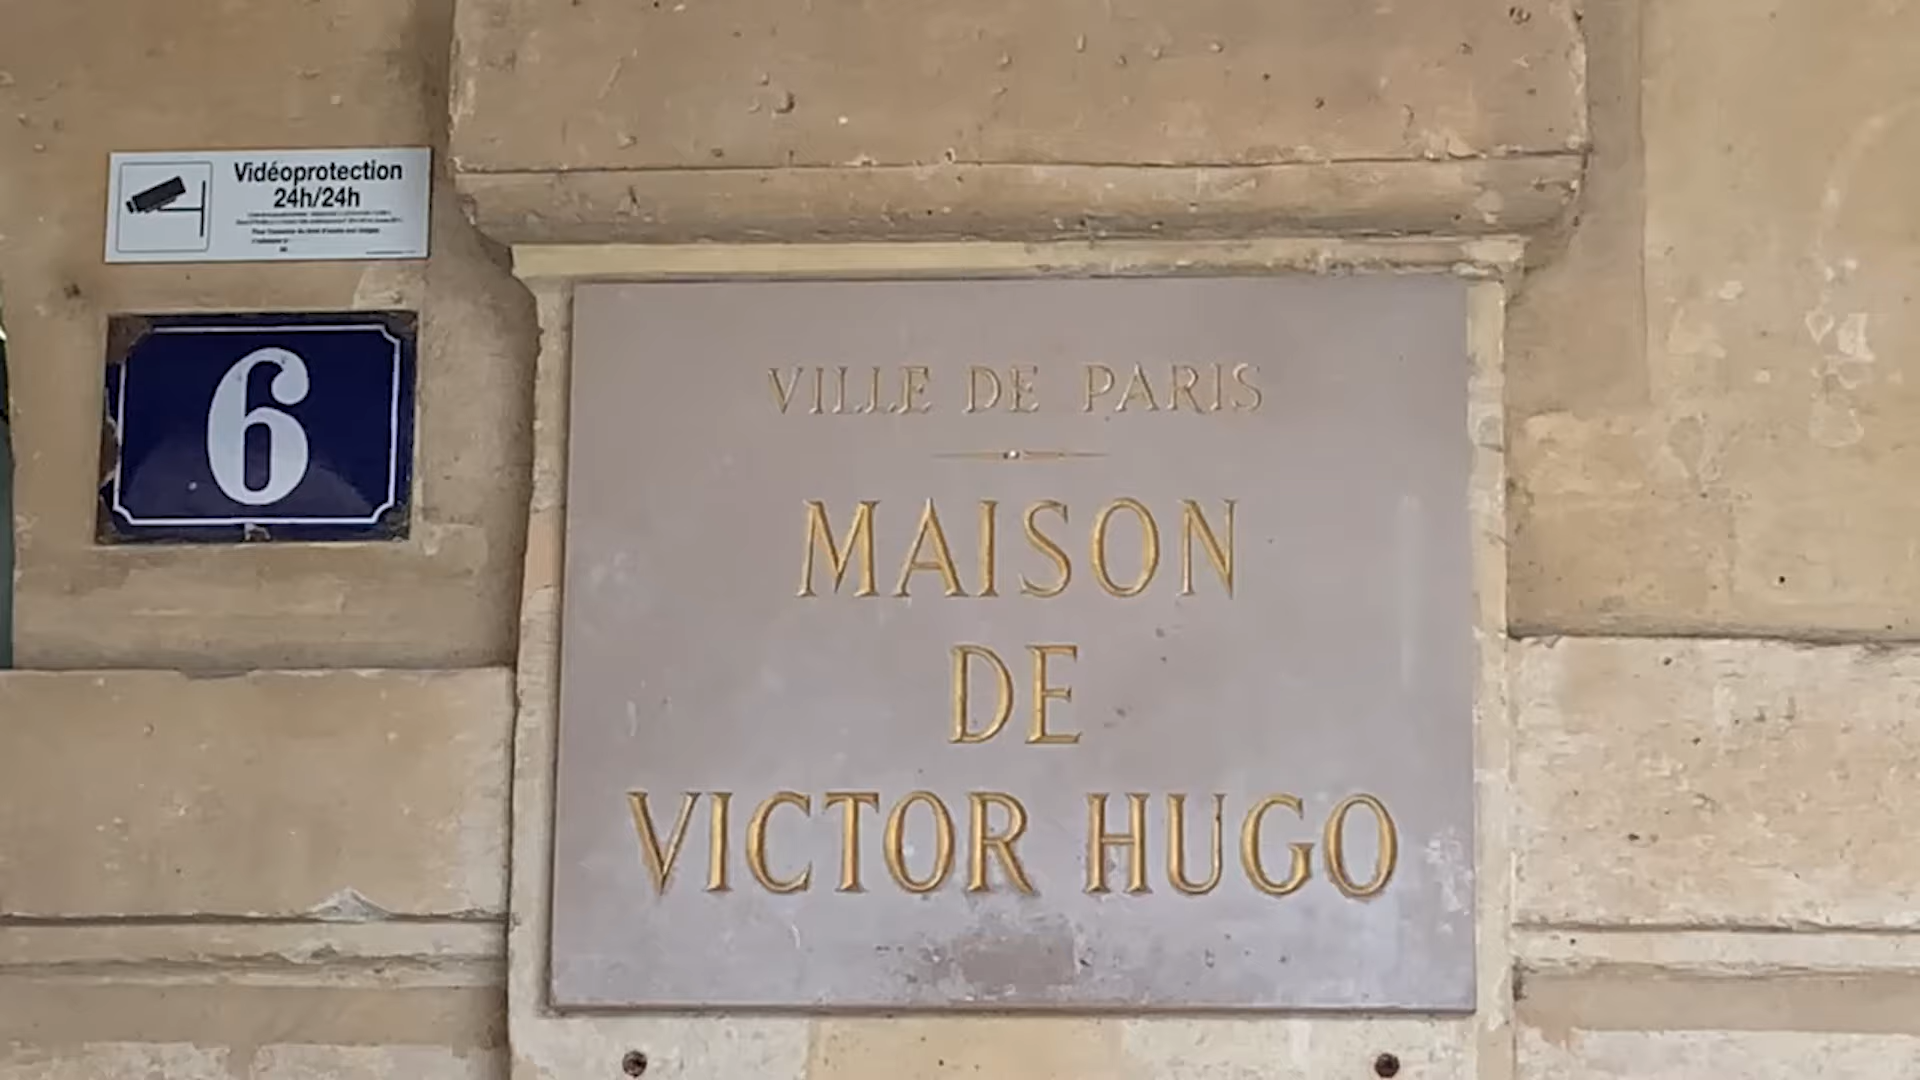 Vidéoprotection
24h/24h
6
VILLE DE PARIS
MAISON
DE
VICTOR HUGO